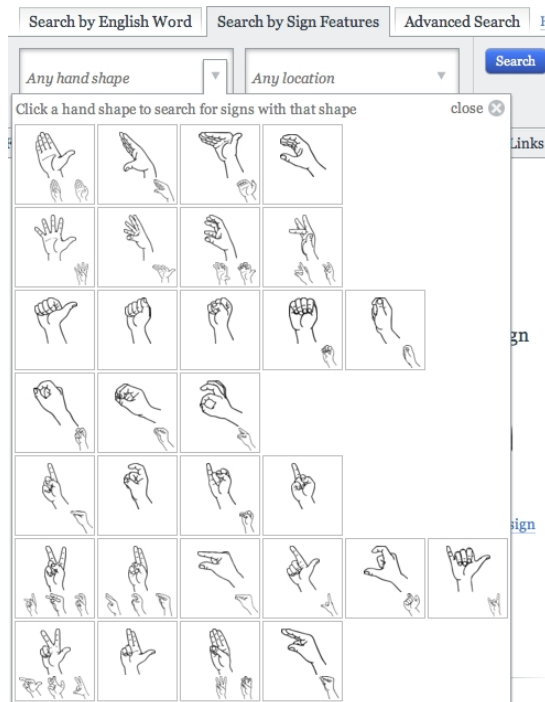 Search by English Word
Search by Sign Features
Advanced Search
Any hand shape
Any location
Search
Click a hand shape to search for signs with that shape
close
Links
gn
sign